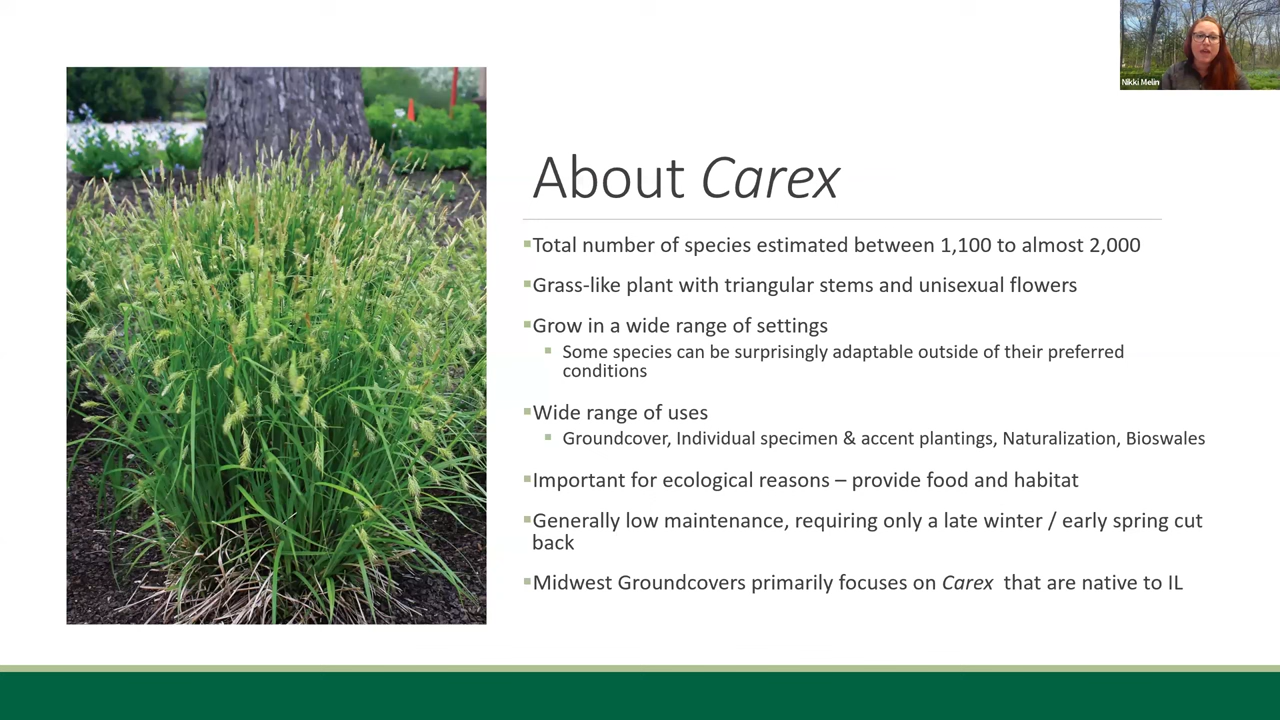 Nikki Melin
About Carex
▪Total number of species estimated between 1,100 to almost 2,000
▪Grass-like plant with triangular stems and unisexual flowers
▪Grow in a wide range of settings
▪ Some species can be surprisingly adaptable outside of their preferred
conditions
▪Wide range of uses
▪ Groundcover, Individual specimen & accent plantings, Naturalization, Bioswales
▪Important for ecological reasons – provide food and habitat
▪Generally low maintenance, requiring only a late winter / early spring cut
back
▪Midwest Groundcovers primarily focuses on Carex that are native to IL